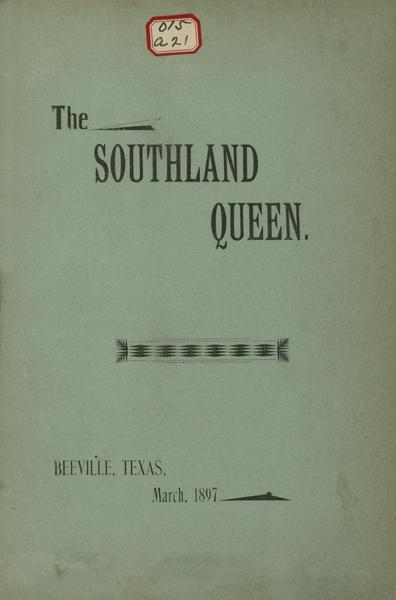 015
a21
The
SOUTHLAND
QUEEN.
BEEVILLE, TEXAS,
March, 1897